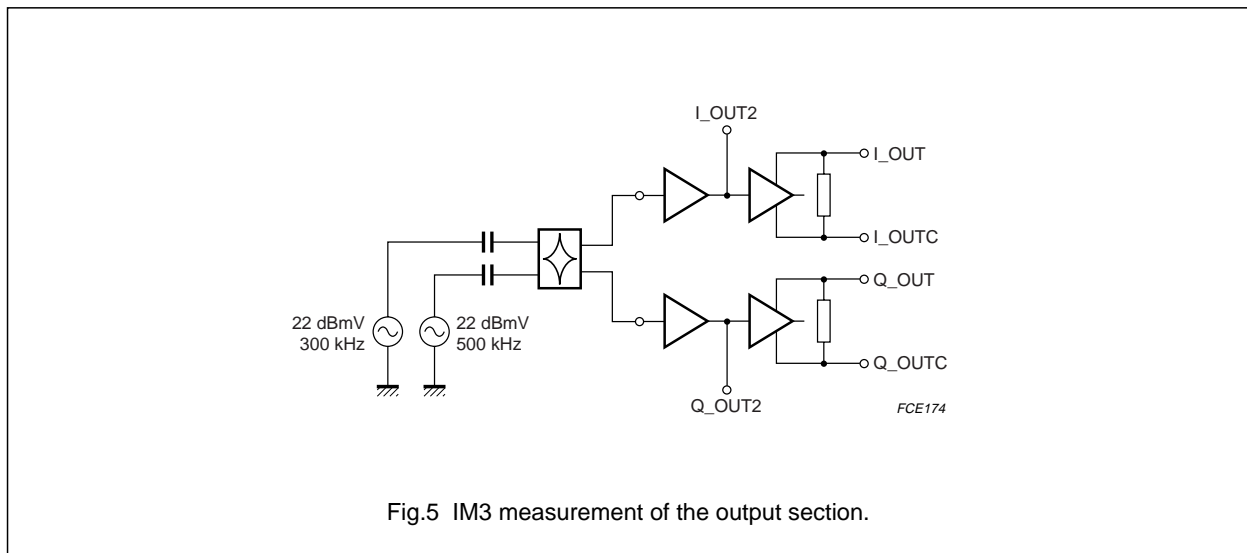 I_OUT2
I_OUT
I_OUTC
Q_OUT
22 dBmV
300 kHz
22 dBmV
500 kHz
Q_OUTC
Q_OUT2
FCE174
Fig.5 IM3 measurement of the output section.